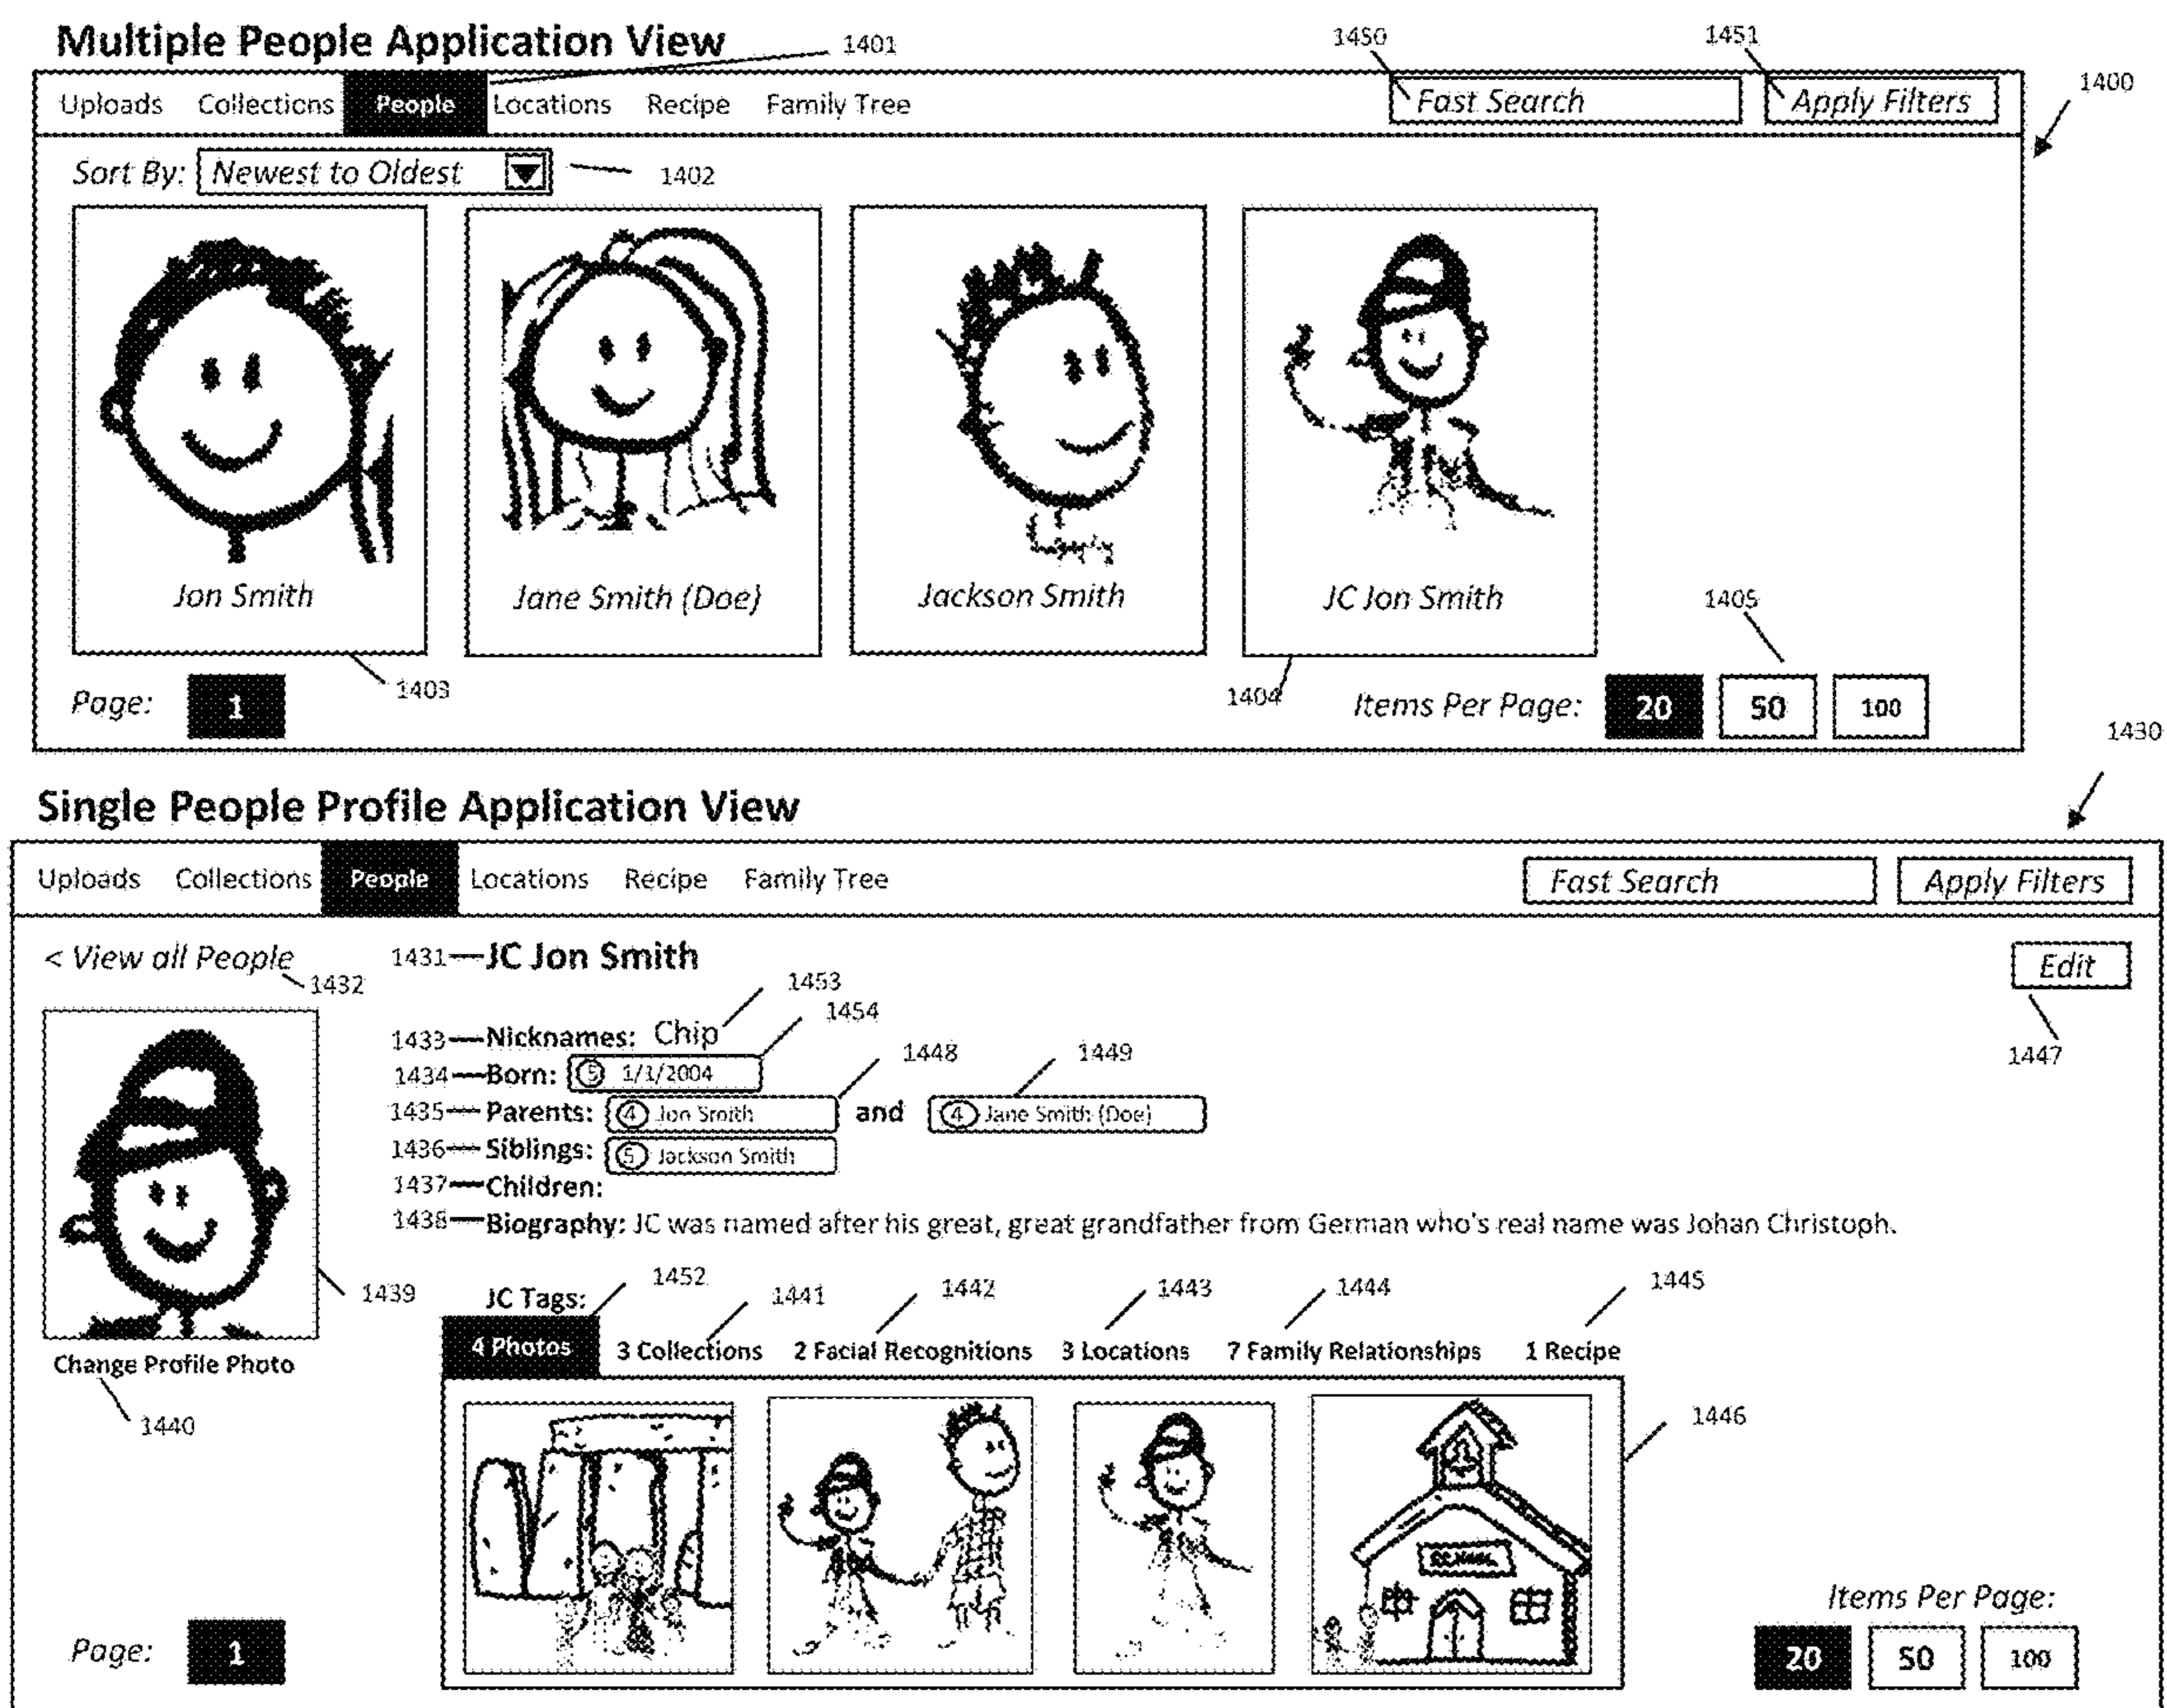 Multiple People Application View 1401 1450 1451
1400
Uploads Collections People Locations Recipe Family Tree Fast Search Apply Filters
Sort By: Newest to Oldest 1402
Jon Smith Jane Smith (Doe) Jackson Smith JC Jon Smith
1405
1403 1404
Page: 1 Items Per Page: 20 50 100
1430
Single People Profile Application View
Uploads Collections People Locations Recipe Family Tree Fast Search Apply Filters
< View all People 1431 JC Jon Smith Edit
1432 1453
1454
1433 Nicknames: Chip 1448 1449 1447
1434 Born: 5 1/1/2004
1435 Parents: 4 Jon Smith and 4 Jane Smith (Doe)
1436 Siblings: 5 Jackson Smith
1437 Children:
1438 Biography: JC was named after his great, great grandfather from German who's real name was Johan Christoph.
1439 JC Tags: 1452 1441 1442 1443 1444 1445
4 Photos 3 Collections 2 Facial Recognitions 3 Locations 7 Family Relationships 1 Recipe
Change Profile Photo
1440 1446
SCHOOL
Items Per Page:
Page: 1 20 50 100